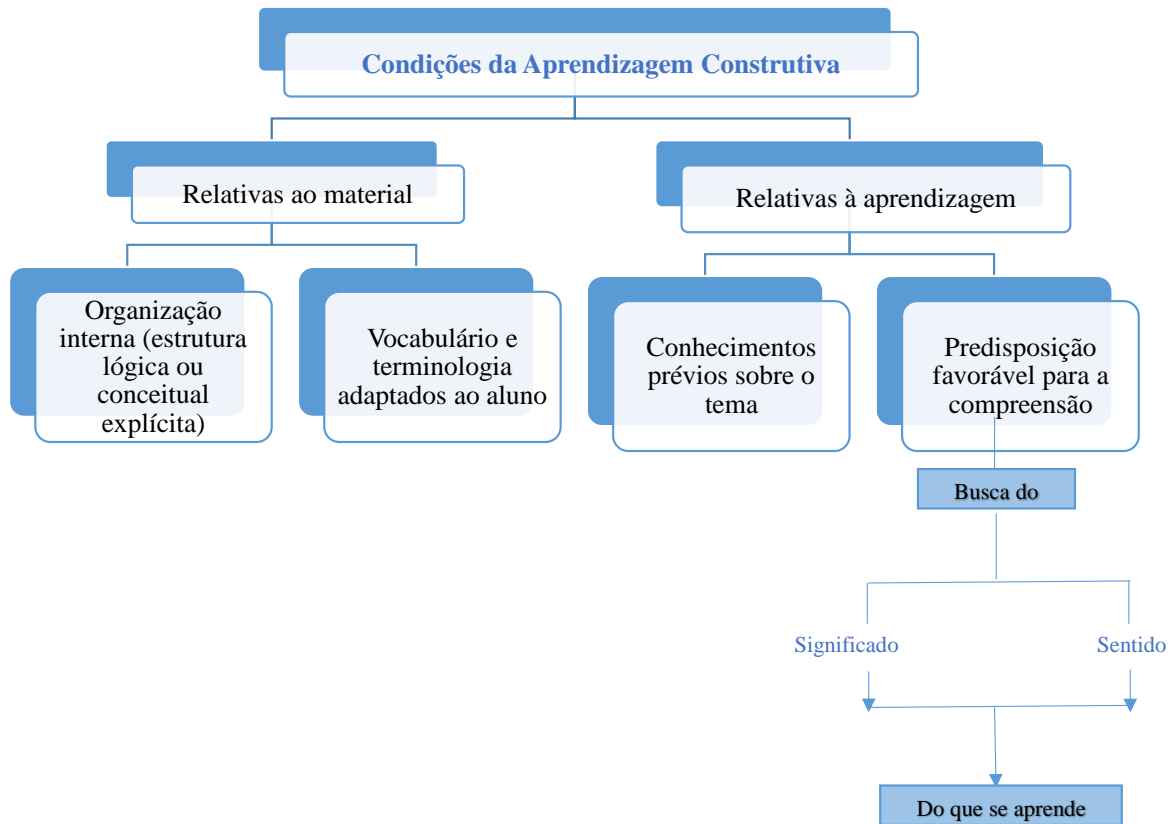 Condições da Aprendizagem Construtiva
Relativas ao material
Relativas à aprendizagem
Organização
interna (estrutura
lógica ou
conceitual
explícita)
Vocabulário e
terminologia
adaptados ao aluno
Conhecimentos
prévios sobre o
tema
Predisposição
favorável para a
compreensão
Busca do
Significado
Sentido
Do que se aprende